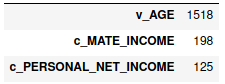 v_AGE 1518
c_MATE_INCOME 198
c_PERSONAL_NET_INCOME 125